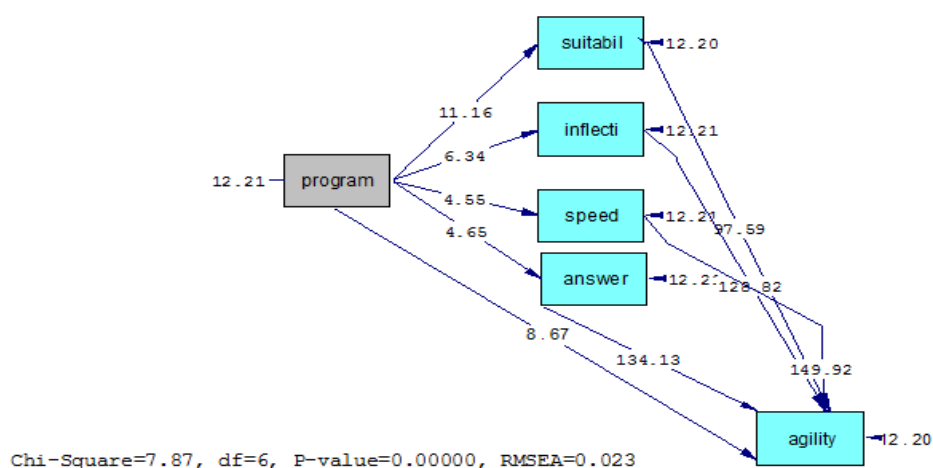 suitabil
12.20
11.16
inflecti
12.21
6.34
program
12.21
4.55
speed
12.21
97.59
4.65
answer
128.82
8.67
134.13
149.92
agility
12.20
Chi-Square=7.87, df=6, P-value=0.00000, RMSEA=0.023